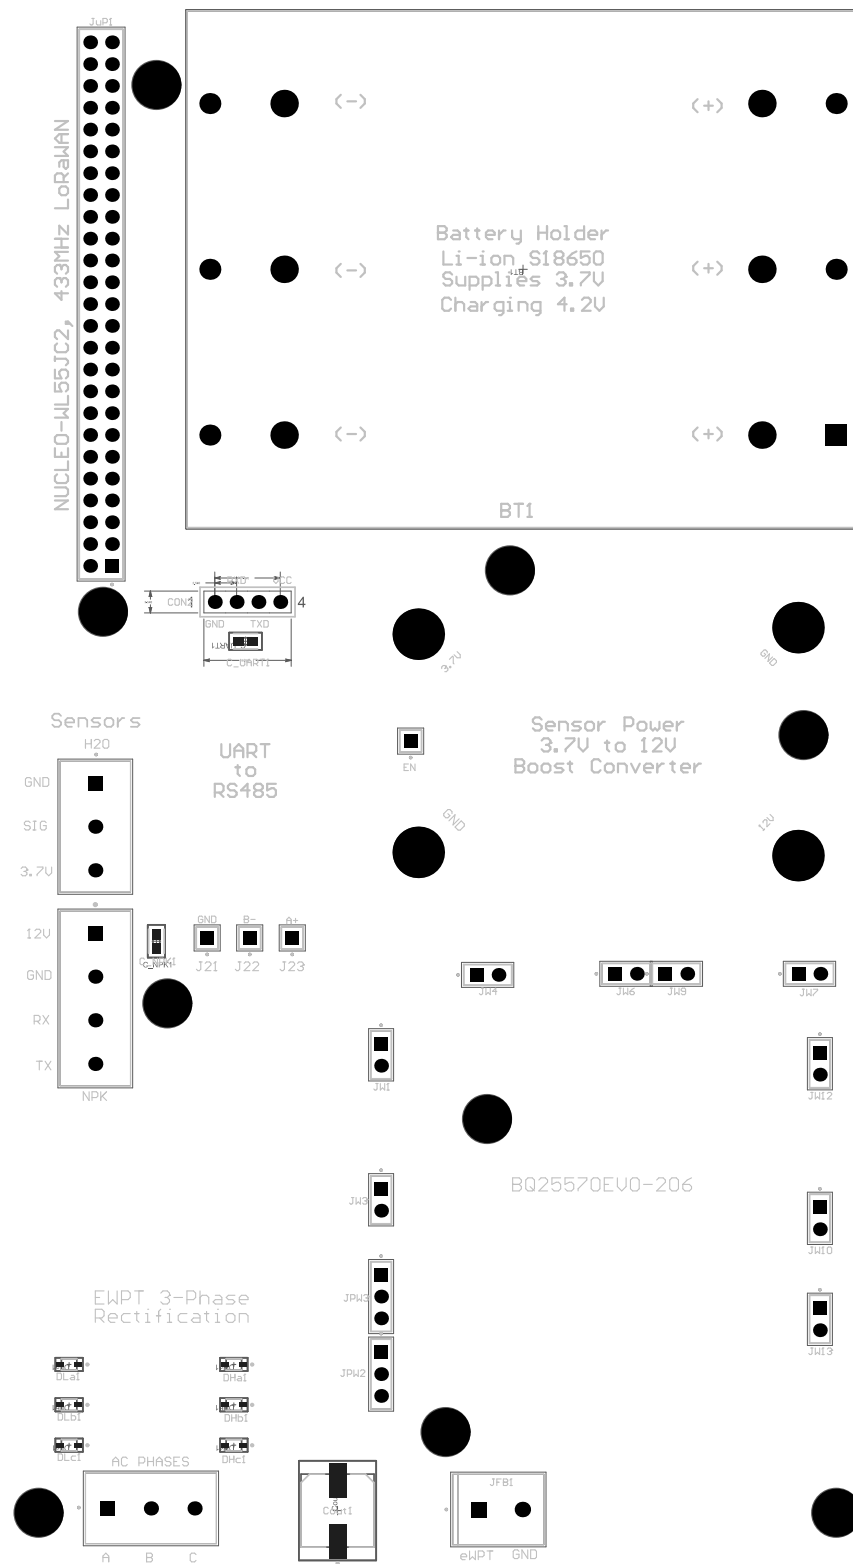 JuP1
NUCLEO-WL55JC2, 433MHz LoRaWAN
(-)
(+)
Battery Holder
Li-ion S18650
Supplies 3.7V
Charging 4.2V
(-)
(+)
(-)
(+)
BT1
VCC
4
GND
TXD
C_UART1
3.7V
GND
Sensors
H2O
GND
SIG
3.7V
UART
to
RS485
EN
Sensor Power
3.7V to 12V
Boost Converter
GND
12V
12V
GND
RX
TX
NPK
C_NPK1
GND
B-
A+
J21
J22
J23
JW4
JW6
JW9
JW7
JW1
JW12
JW3
BQ25570EVO-206
JW10
EWPT 3-Phase
Rectification
JPW3
JW13
JPW2
DLa1
DHa1
DLb1
DHb1
DLc1
DHc1
AC PHASES
A
B
C
JFB1
eWPT
GND